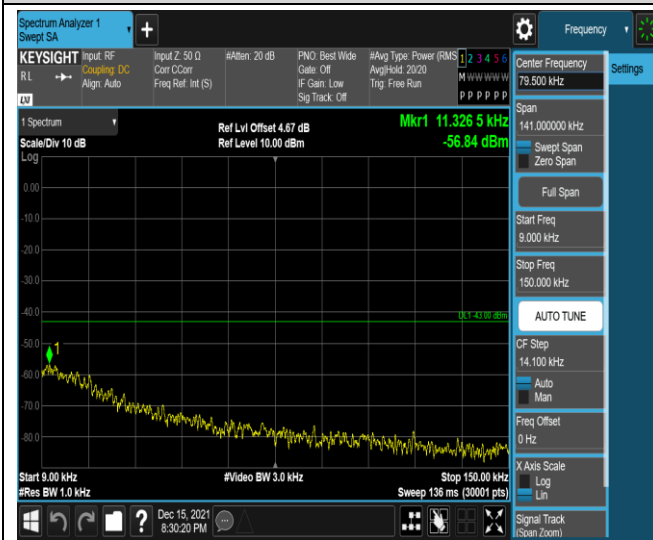 Spectrum Analyzer 1
Swept SA
+
Frequency
KEYSIGHT
RL
LXI
Input: RF
Coupling: DC
Align: Auto
Input Z: 50 Ω
Corr CCorr
Freq Ref: Int (S)
#Atten: 20 dB
PNO: Best Wide
Gate: Off
IF Gain: Low
Sig Track: Off
#Avg Type: Power (RMS
Avg|Hold: 20/20
Trig: Free Run
1 2 3 4 5 6
M W W W W W
P P P P P P
Settings
1 Spectrum
Scale/Div 10 dB
Log
Ref Lvl Offset 4.67 dB
Ref Level 10.00 dBm
Mkr1 11.326 5 kHz
-56.84 dBm
0.00
-10.0
-20.0
-30.0
-40.0
-50.0
-60.0
-70.0
-80.0
DL1 -43.00 dBm
1
Start 9.00 kHz
#Res BW 1.0 kHz
#Video BW 3.0 kHz
Stop 150.00 kHz
Sweep 136 ms (30001 pts)
?
Dec 15, 2021
8:30:20 PM
Center Frequency
79.500 kHz
Span
141.000000 kHz
Swept Span
Zero Span
Full Span
Start Freq
9.000 kHz
Stop Freq
150.000 kHz
AUTO TUNE
CF Step
14.100 kHz
Auto
Man
Freq Offset
0 Hz
X Axis Scale
Log
Lin
Signal Track
(Span Zoom)